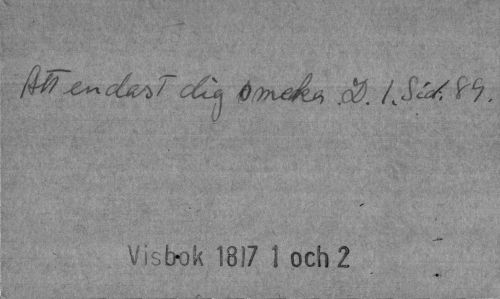 Att endast dig smeka. D. 1. Sid. 89.
Visbok 1817 1 och 2